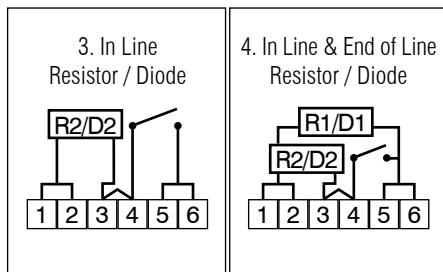 3. In Line
Resistor / Diode
R2/D2
1 2 3 4 5 6
4. In Line & End of Line
Resistor / Diode
R1/D1
R2/D2
1 2 3 4 5 6